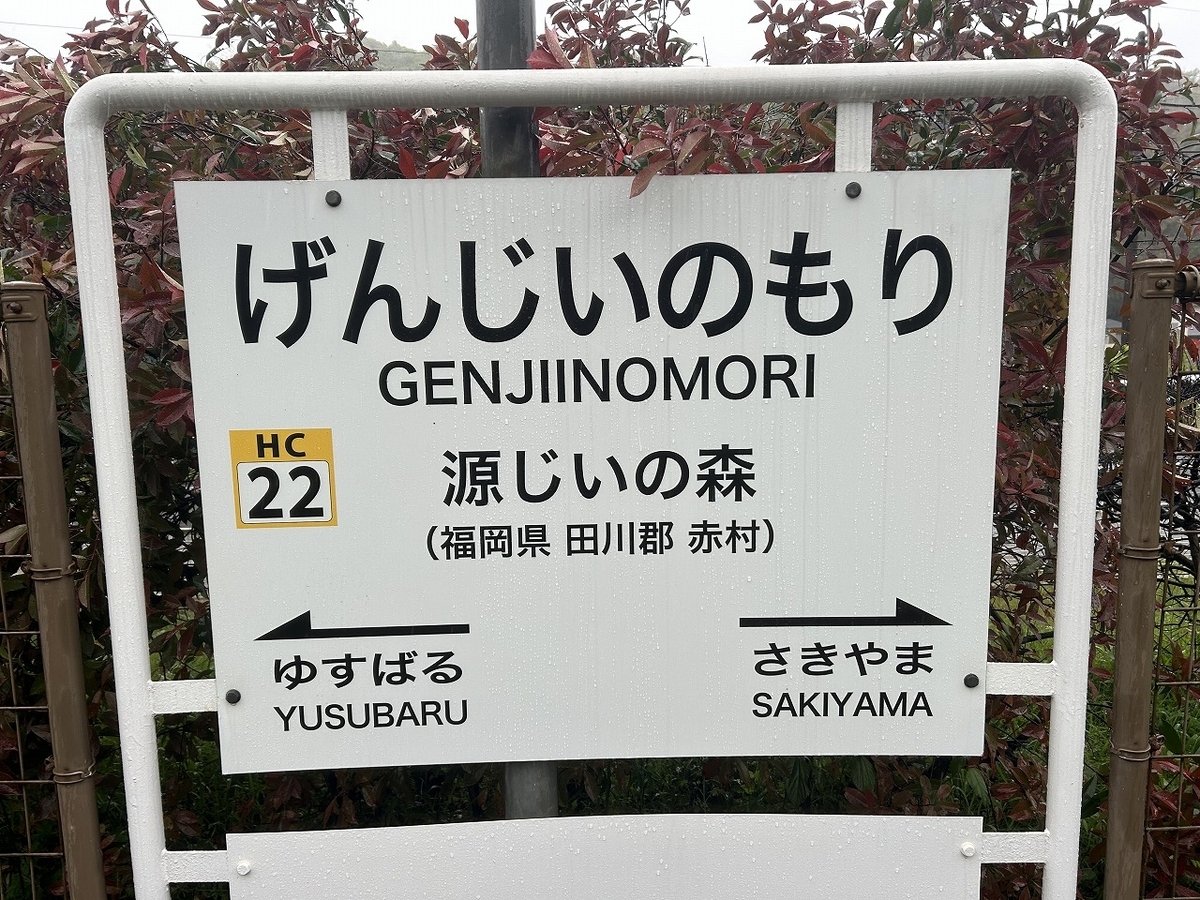 げんじいのもり
GENJIINOMORI
HC
22
源じいの森
(福岡県 田川郡 赤村)
ゆすばる
YUSUBARU
さきやま
SAKIYAMA